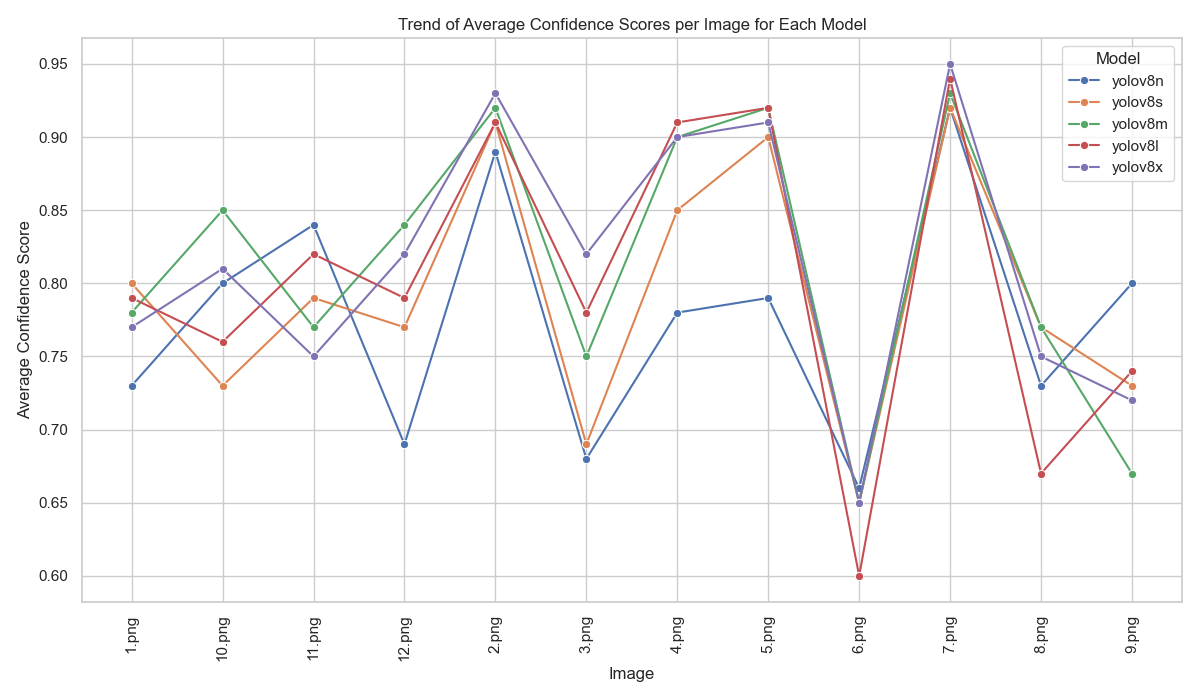 Trend of Average Confidence Scores per Image for Each Model
Model
yolov8n
yolov8s
yolov8m
yolov8l
yolov8x
Average Confidence Score
0.95
0.90
0.85
0.80
0.75
0.70
0.65
0.60
1.png
10.png
11.png
12.png
2.png
3.png
4.png
5.png
6.png
7.png
8.png
9.png
Image